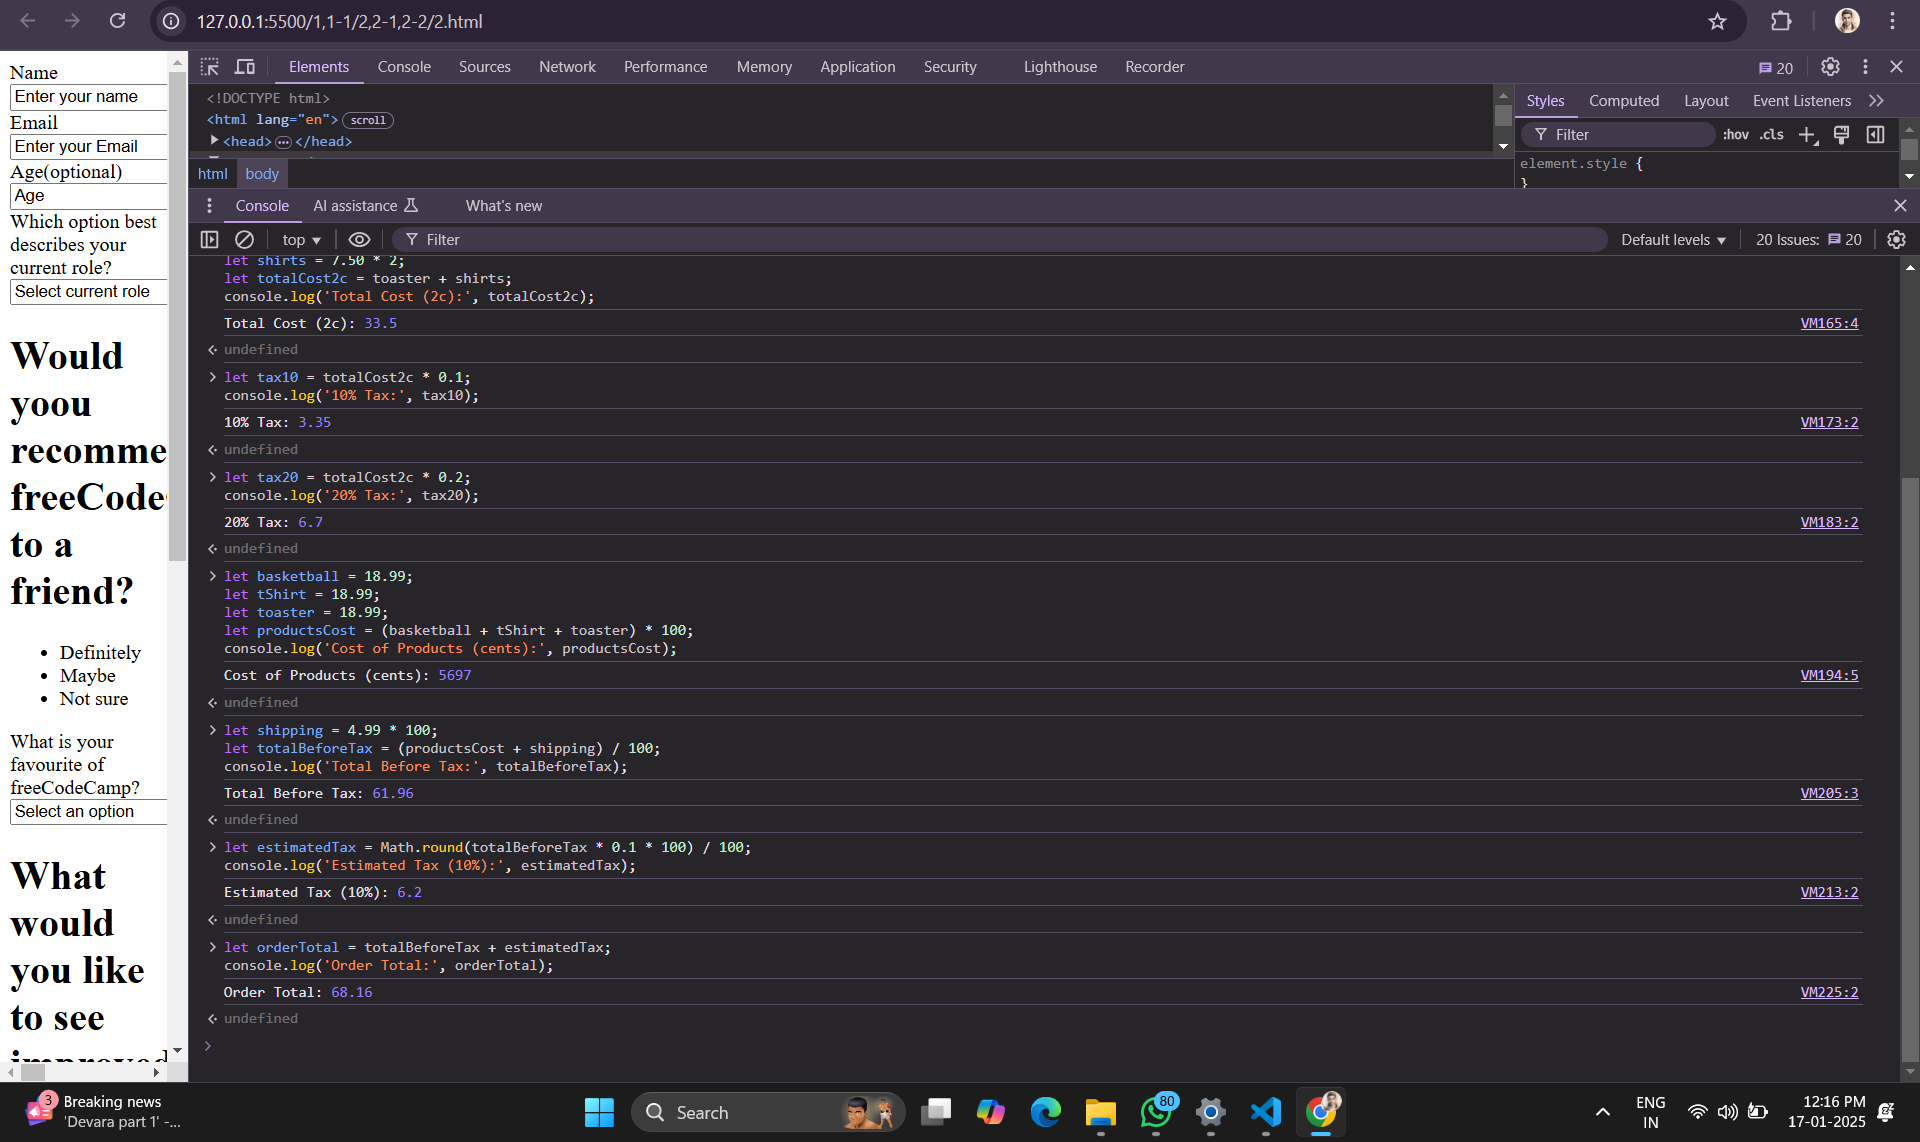 127.0.0.1:5500/1,1-1/2,2-1,2-2/2.html
Name
Enter your name
Email
Enter your Email
Age(optional)
Age
Which option best
describes your
current role?
Select current role
Would
yoou
recomme
freeCode
to a
friend?
Definitely
Maybe
Not sure
What is your
favourite of
freeCodeCamp?
Select an option
What
would
you like
to see
improved
Elements Console Sources Network Performance Memory Application Security Lighthouse Recorder 20
<!DOCTYPE html>
<html lang="en"> scroll
<head> ••• </head>
html body
Styles Computed Layout Event Listeners
Filter :hov .cls
element.style {
}
Console AI assistance What's new
top Filter Default levels 20 Issues: 20
let shirts = 7.50 * 2;
let totalCost2c = toaster + shirts;
console.log('Total Cost (2c):', totalCost2c);
Total Cost (2c): 33.5 VM165:4
undefined
let tax10 = totalCost2c * 0.1;
console.log('10% Tax:', tax10);
10% Tax: 3.35 VM173:2
undefined
let tax20 = totalCost2c * 0.2;
console.log('20% Tax:', tax20);
20% Tax: 6.7 VM183:2
undefined
let basketball = 18.99;
let tShirt = 18.99;
let toaster = 18.99;
let productsCost = (basketball + tShirt + toaster) * 100;
console.log('Cost of Products (cents):', productsCost);
Cost of Products (cents): 5697 VM194:5
undefined
let shipping = 4.99 * 100;
let totalBeforeTax = (productsCost + shipping) / 100;
console.log('Total Before Tax:', totalBeforeTax);
Total Before Tax: 61.96 VM205:3
undefined
let estimatedTax = Math.round(totalBeforeTax * 0.1 * 100) / 100;
console.log('Estimated Tax (10%):', estimatedTax);
Estimated Tax (10%): 6.2 VM213:2
undefined
let orderTotal = totalBeforeTax + estimatedTax;
console.log('Order Total:', orderTotal);
Order Total: 68.16 VM225:2
undefined
3
Breaking news
'Devara part 1' -...
Search
80
ENG
IN
12:16 PM
17-01-2025